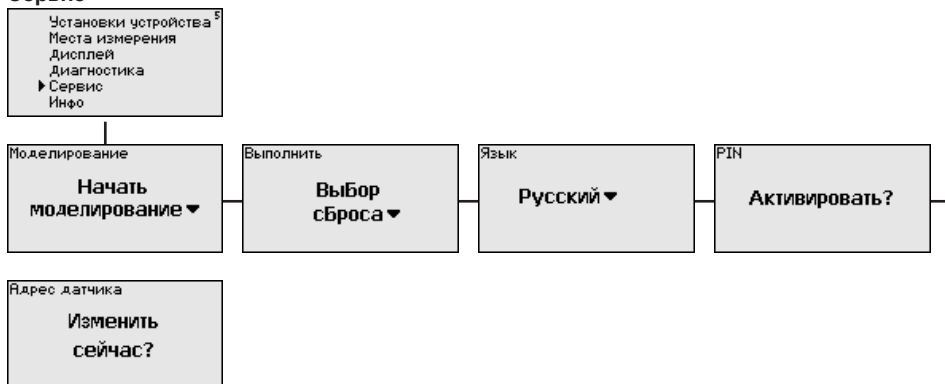 Сервис
Установки устройства 5
Места измерения
Дисплей
Диагностика
Сервис
Инфо
Моделирование
Начать
моделирование
Выполнить
Выбор
сброса
Язык
Русский
PIN
Активировать?
Адрес датчика
Изменить
сейчас?